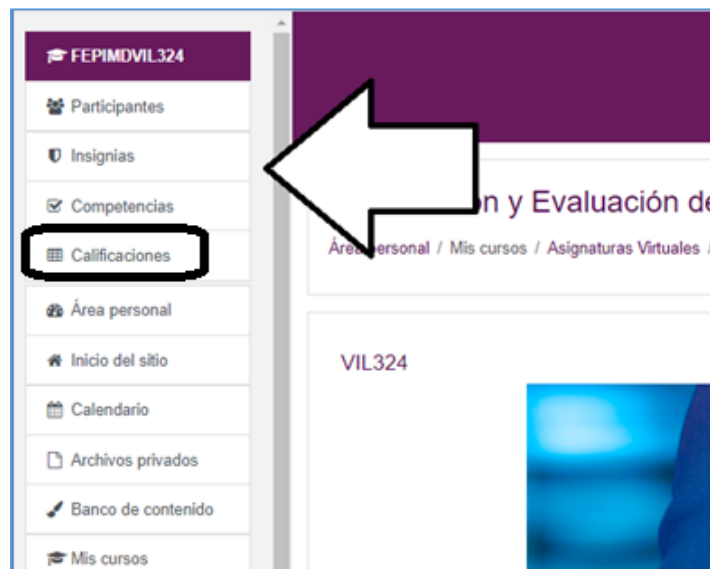 FEPIMDVIL324
Participantes
Insignias
Competencias
Calificaciones
Área personal
Inicio del sitio
Calendario
Archivos privados
Banco de contenido
Mis cursos
y Evaluación de
Área personal / Mis cursos / Asignaturas Virtuales /
VIL324